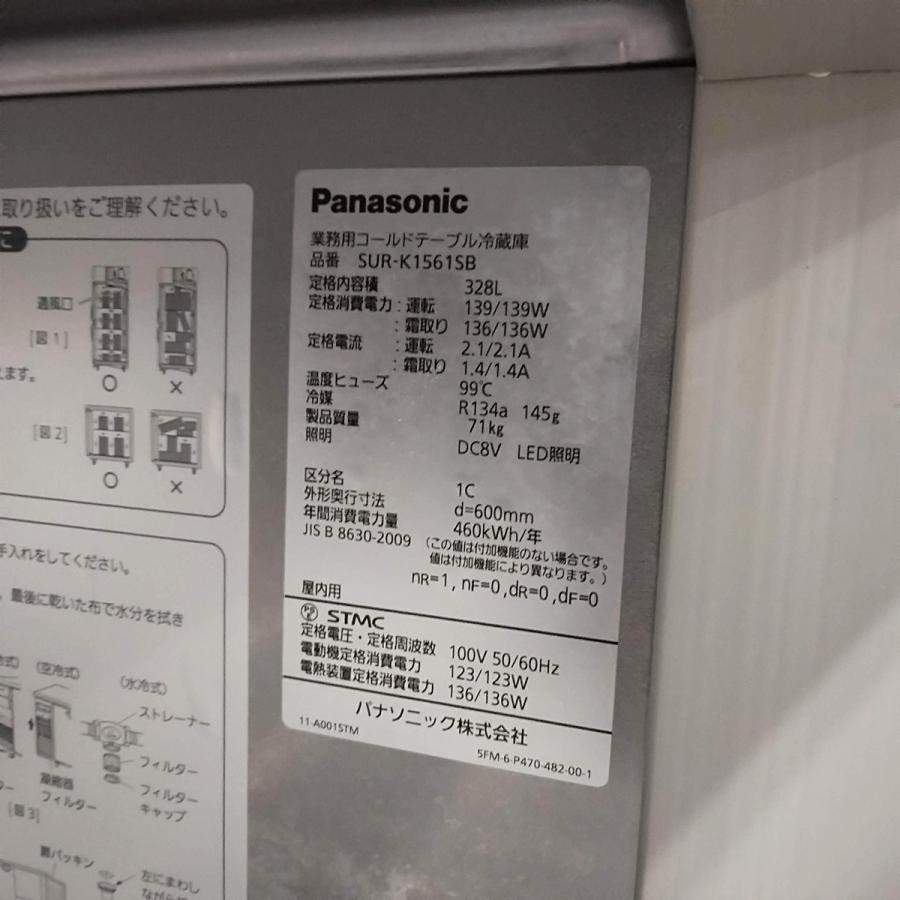 取り扱いをご理解ください。
通風口
[図1]
えます。
○ ×
[図2]
○ ×
手入れをしてください。
最後に乾いた布で水分を拭き
(空冷式)
(水冷式)
ストレーナー
フィルター
フィルター
キャップ
凝縮器
フィルター
[図3]
扉パッキン
左にまわし
ながら
Panasonic
業務用コールドテーブル冷蔵庫
品番 SUR-K1561SB
定格内容積 328L
定格消費電力:運転 139/139W
:霜取り 136/136W
定格電流 :運転 2.1/2.1A
:霜取り 1.4/1.4A
温度ヒューズ 99℃
冷媒 R134a 145g
製品質量 71kg
照明 DC8V LED照明
区分名 1C
外形奥行寸法 d=600mm
年間消費電力量 460kWh/年
JIS B 8630-2009 (この値は付加機能のない場合です。
値は付加機能により異なります。)
nR=1, nF=0,dR=0,dF=0
屋内用
PSE STMC
定格電圧・定格周波数 100V 50/60Hz
電動機定格消費電力 123/123W
電熱装置定格消費電力 136/136W
パナソニック株式会社
11-A001STM
5FM-6-P470-482-00-1